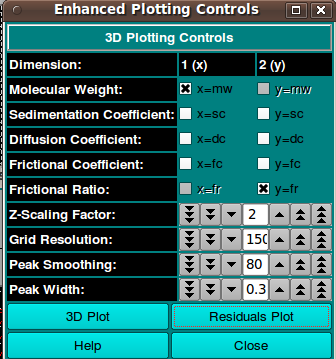 Enhanced Plotting Controls
3D Plotting Controls
Dimension: 1 (x) 2 (y)
Molecular Weight: x=mw y=mw
Sedimentation Coefficient: x=sc y=sc
Diffusion Coefficient: x=dc y=dc
Frictional Coefficient: x=fc y=fc
Frictional Ratio: x=fr y=fr
Z-Scaling Factor: 2
Grid Resolution: 150
Peak Smoothing: 80
Peak Width: 0.3
3D Plot Residuals Plot
Help Close